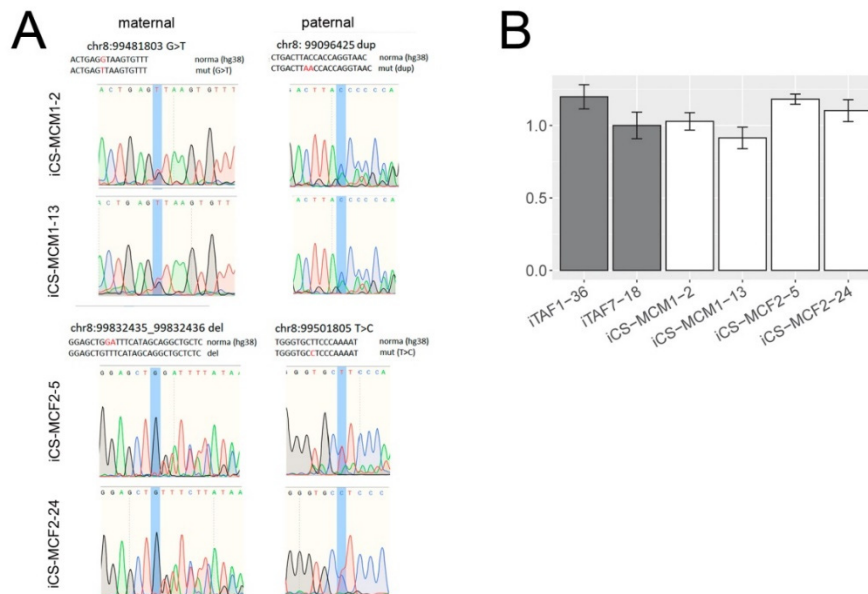 A
B
maternal
paternal
chr8:99481803 G>T
ACTGAGGTAAGTGTTT norma (hg38)
ACTGAGTTAAGTGTTT mut (G>T)
chr8: 99096425 dup
CTGACTTACCACCAGGTAAC norma (hg38)
CTGACTTAACCACCAGGTAAC mut (dup)
iCS-MCM1-2
A C T G A G T T A A G T G T T T
A C T T A C C C C C C A
iCS-MCM1-13
C T G A G T T A A G T G T T
chr8:99832435_99832436 del
GGAGCTGGATTTCATAGCAGGCTGCTC norma (hg38)
GGAGCTGTTTCATAGCAGGCTGCTCTC del
chr8:99501805 T>C
TGGGTGCTTCCCAAAAT norma (hg38)
TGGGTGCCTCCCAAAAT mut (T>C)
iCS-MCF2-5
G G A G C T G G A T T T T A T A
G G T G C T T C C C A
iCS-MCF2-24
G G A G C T G T T T C T T A T A A
G G G T G C C T C C C
1.0
0.5
0.0
iTAF1-36
iTAF7-18
iCS-MCM1-2
iCS-MCM1-13
iCS-MCF2-5
iCS-MCF2-24